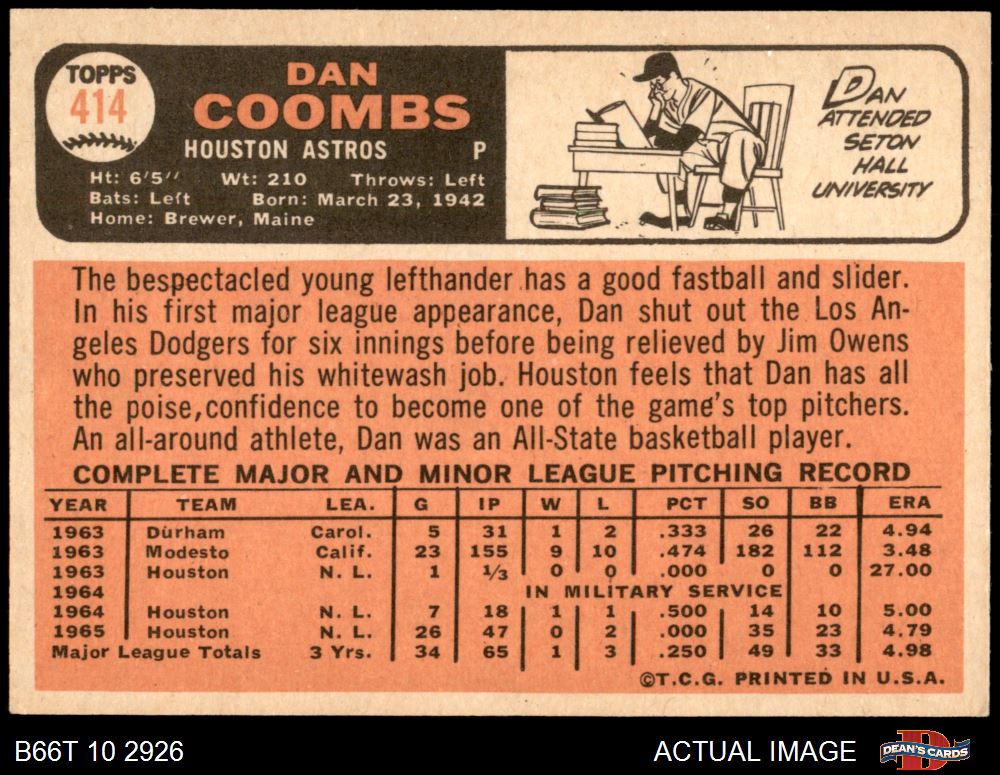 TOPPS
414
DAN
COOMBS
HOUSTON ASTROS P
Ht: 6'5'' Wt: 210 Throws: Left
Bats: Left Born: March 23, 1942
Home: Brewer, Maine
DAN
ATTENDED
SETON
HALL
UNIVERSITY
The bespectacled young lefthander has a good fastball and slider.
In his first major league appearance, Dan shut out the Los An-
geles Dodgers for six innings before being relieved by Jim Owens
who preserved his whitewash job. Houston feels that Dan has all
the poise, confidence to become one of the game's top pitchers.
An all-around athlete, Dan was an All-State basketball player.
COMPLETE MAJOR AND MINOR LEAGUE PITCHING RECORD
YEAR TEAM LEA. G IP W L PCT SO BB ERA
1963 Durham Carol. 5 31 1 2 .333 26 22 4.94
1963 Modesto Calif. 23 155 9 10 .474 182 112 3.48
1963 Houston N. L. 1 1/3 0 0 .000 0 0 27.00
1964 IN MILITARY SERVICE
1964 Houston N. L. 7 18 1 1 .500 14 10 5.00
1965 Houston N. L. 26 47 0 2 .000 35 23 4.79
Major League Totals 3 Yrs. 34 65 1 3 .250 49 33 4.98
©T.C.G. PRINTED IN U.S.A.
B66T 10 2926 ACTUAL IMAGE DEAN'S CARDS